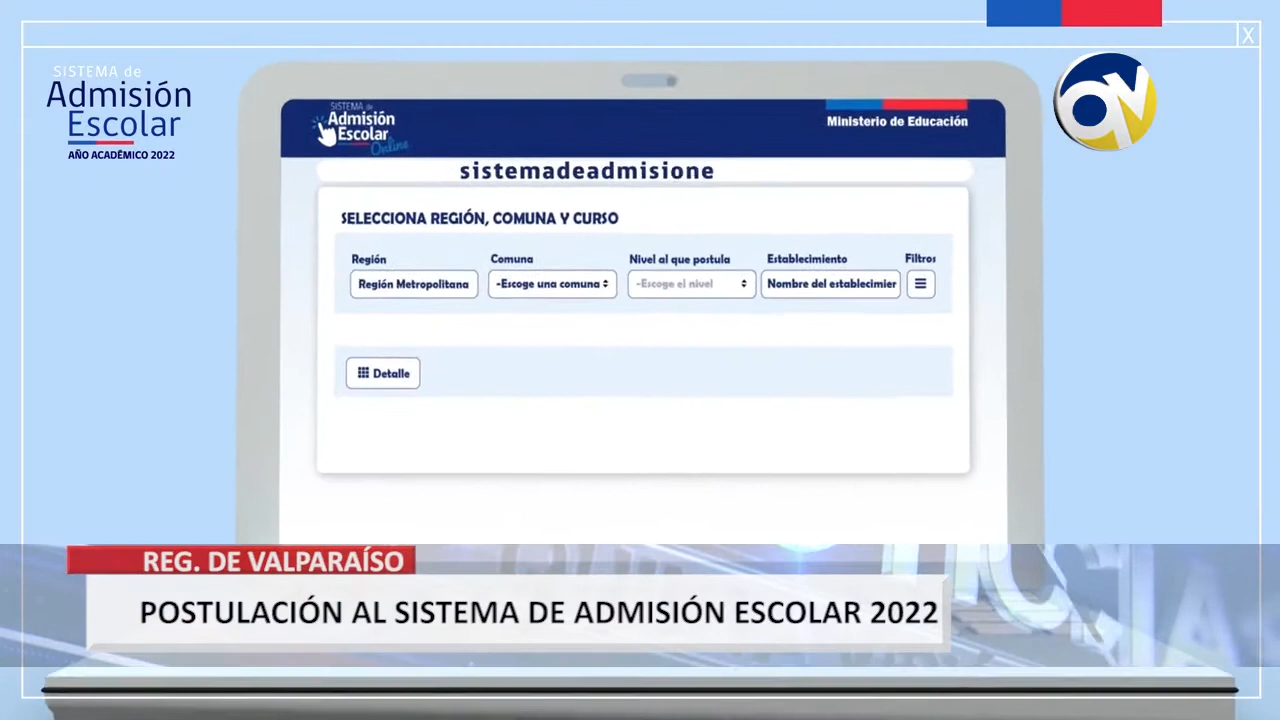 X
SISTEMA de
Admisión
Escolar
AÑO ACADÉMICO 2022
SISTEMA de
Admisión
Escolar
Online
Ministerio de Educación
sistemadeadmisione
SELECCIONA REGIÓN, COMUNA Y CURSO
Región Comuna Nivel al que postula Establecimiento Filtros
Región Metropolitana -Escoge una comuna -Escoge el nivel Nombre del establecimier
Detalle
REG. DE VALPARAÍSO
POSTULACIÓN AL SISTEMA DE ADMISIÓN ESCOLAR 2022